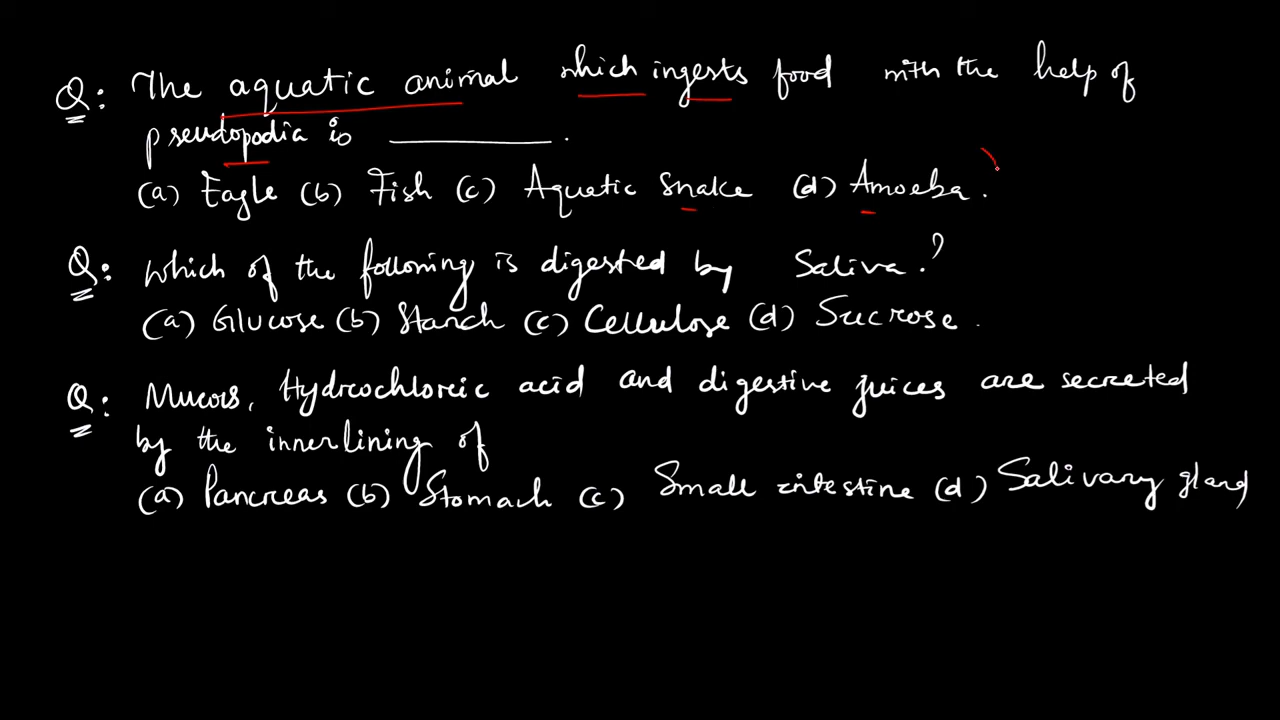 Q: The aquatic animal which ingests food with the help of
pseudopodia is ________ .
(a) Eagle (b) Fish (c) Aquatic snake (d) Amoeba .
Q: Which of the following is digested by Saliva ?
(a) Glucose (b) Starch (c) Cellulose (d) Sucrose .
Q: Mucous, Hydrochloric acid and digestive juices are secreted
by the inner lining of
(a) Pancreas (b) Stomach (c) Small intestine (d) Salivary gland